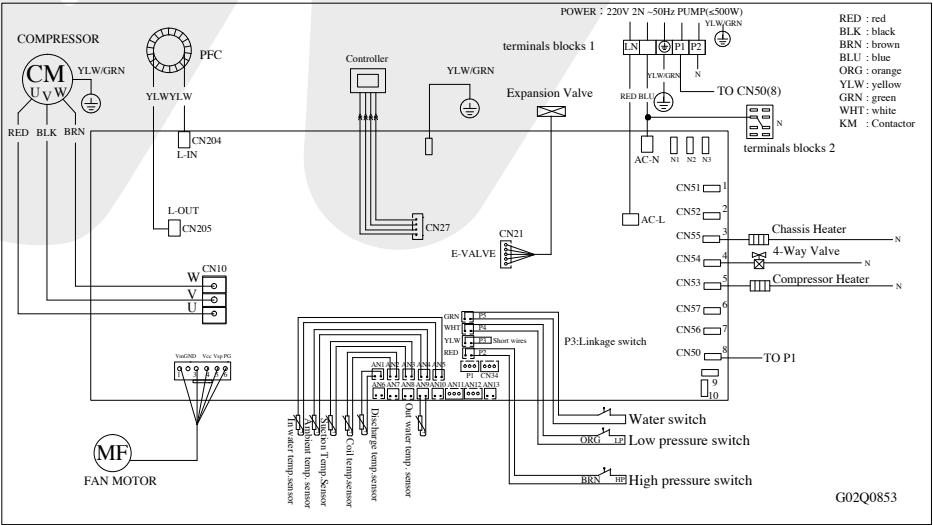 POWER：220V 2N ~50Hz PUMP(≤500W)
YLW/GRN
RED : red
BLK : black
BRN : brown
BLU : blue
ORG : orange
YLW : yellow
GRN : green
WHT : white
KM : Contactor
COMPRESSOR
CM
U V W
YLW/GRN
RED BLK BRN
PFC
YLW YLW
CN204
L-IN
L-OUT
CN205
Controller
YLW/GRN
Expansion Valve
terminals blocks 1
L N P1 P2
YLW/GRN
N
RED BLU
TO CN50(8)
N
terminals blocks 2
AC-N
N1 N2 N3
AC-L
CN27
CN21
E-VALVE
CN10
W
V
U
CN51 1
CN52 2
CN55 3
Chassis Heater
N
CN54 4
4-Way Valve
N
CN53 5
Compressor Heater
N
CN57 6
CN56 7
CN50 8
TO P1
9
10
GRN P5
WHT P4
YLW P3 Short wires
RED P2
P3:Linkage switch
P1 CN34
AN1 AN2 AN3 AN4 AN5
AN6 AN7 AN8 AN9 AN10 AN11 AN12 AN13
VmGND Vcc Vsp PG
1 3 4 5 6
MF
FAN MOTOR
In water temp.sensor
Ambient temp. sensor
Suction Temp.Sensor
Coil temp.sensor
Discharge temp.sensor
Out water temp. sensor
Water switch
ORG LP
Low pressure switch
BRN HP
High pressure switch
G02Q0853